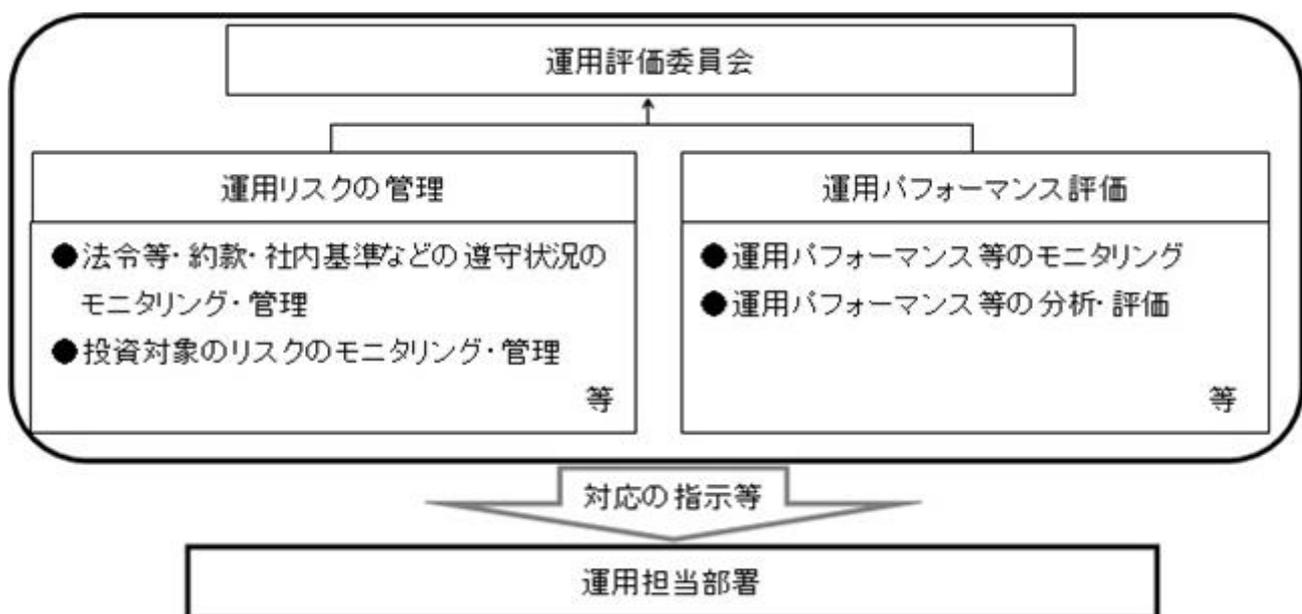 運用評価委員会
運用リスクの管理
●法令等・約款・社内基準などの遵守状況の
モニタリング・管理
●投資対象のリスクのモニタリング・管理
等
運用パフォーマンス評価
●運用パフォーマンス等のモニタリング
●運用パフォーマンス等の分析・評価
等
対応の指示等
運用担当部署